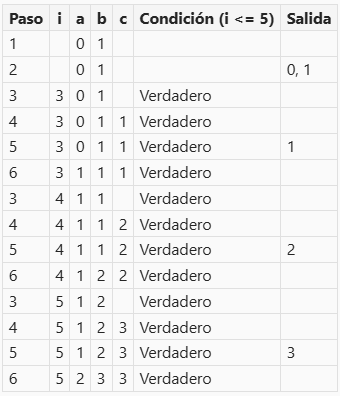 Paso i a b c Condición (i <= 5) Salida
1 0 1
2 0 1 0, 1
3 3 0 1 Verdadero
4 3 0 1 1 Verdadero
5 3 0 1 1 Verdadero 1
6 3 1 1 1 Verdadero
3 4 1 1 Verdadero
4 4 1 1 2 Verdadero
5 4 1 1 2 Verdadero 2
6 4 1 2 2 Verdadero
3 5 1 2 Verdadero
4 5 1 2 3 Verdadero
5 5 1 2 3 Verdadero 3
6 5 2 3 3 Verdadero